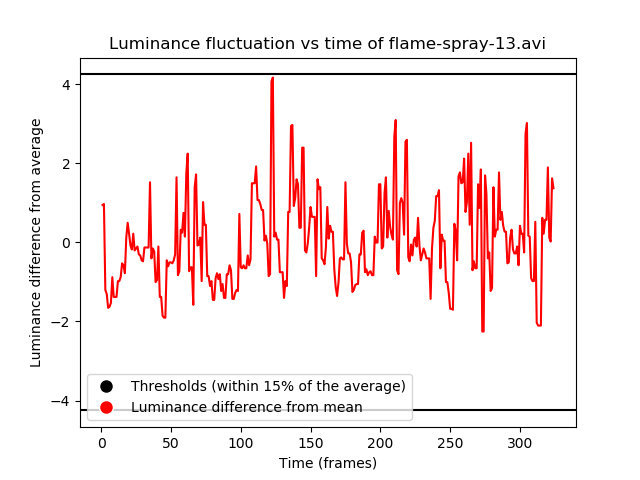 Luminance fluctuation vs time of flame-spray-13.avi
Luminance difference from average
4
2
0
−2
−4
Thresholds (within 15% of the average)
Luminance difference from mean
0 50 100 150 200 250 300
Time (frames)